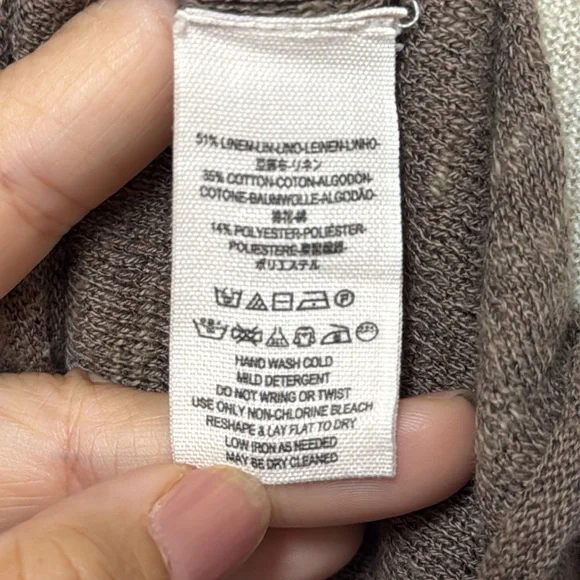 51% LINEN-LIN-LINO-LEINEN-LINHO-
亞麻布-リネン
35% COTTON-COTON-ALGODON-
COTONE-BAUMWOLLE-ALGODÃO-
棉花-綿
14% POLYESTER-POLIÉSTER-
POLIESTERE-聚酯纖維-
ポリエステル
HAND WASH COLD
MILD DETERGENT
DO NOT WRING OR TWIST
USE ONLY NON-CHLORINE BLEACH
RESHAPE & LAY FLAT TO DRY
LOW IRON AS NEEDED
MAY BE DRY CLEANED